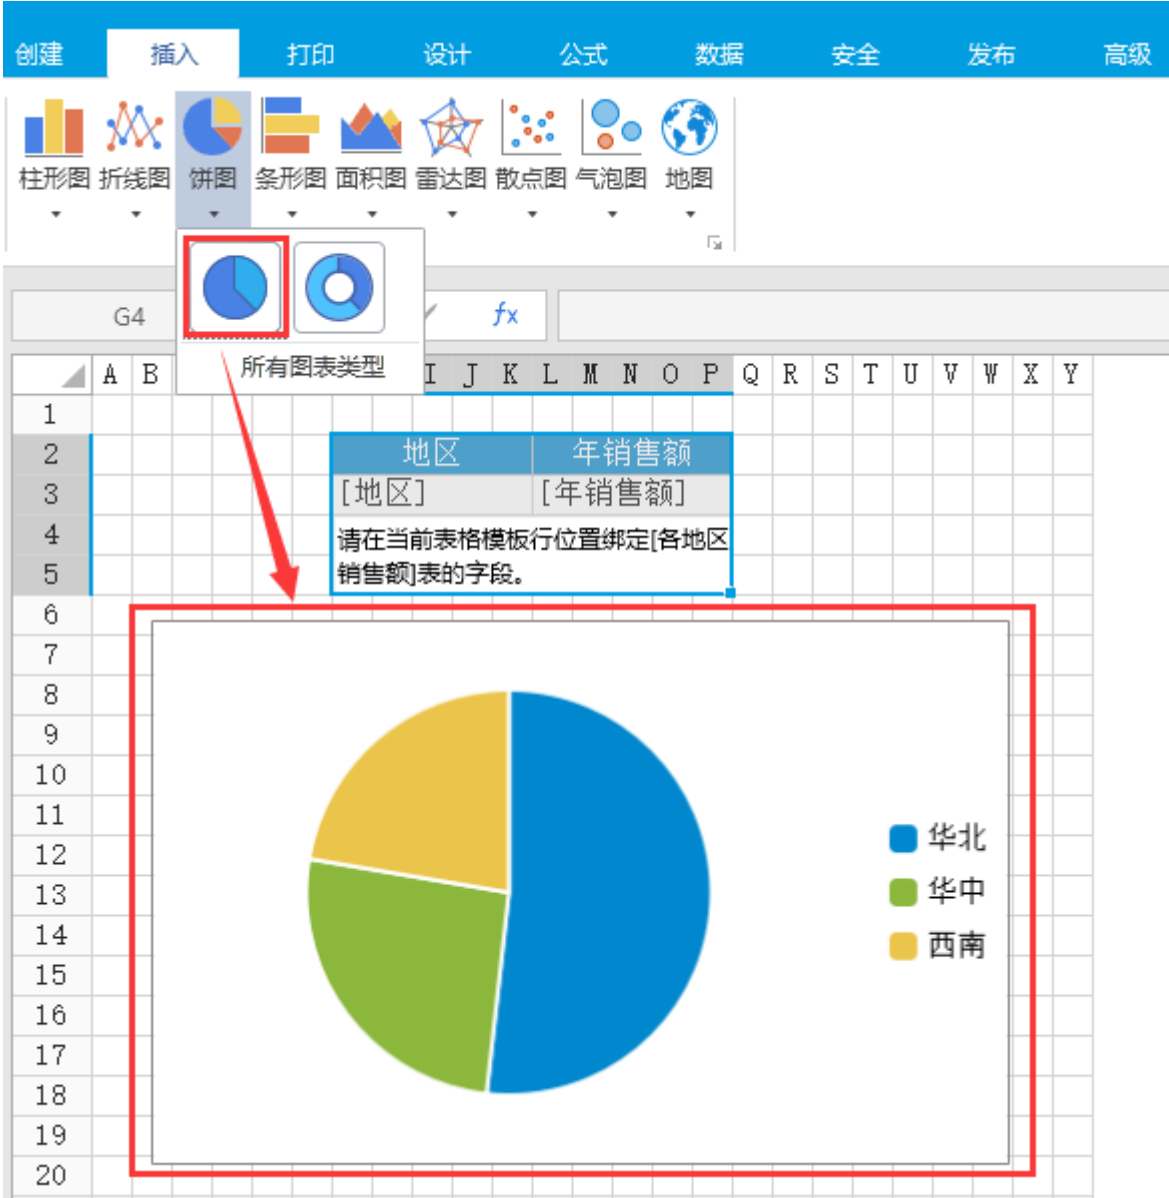 创建 插入 打印 设计 公式 数据 安全 发布 高级
柱形图 折线图 饼图 条形图 面积图 雷达图 散点图 气泡图 地图
G4 fx
所有图表类型
A B I J K L M N O P Q R S T U V W X Y
1
2 地区 年销售额
3 [地区] [年销售额]
4 请在当前表格模板行位置绑定[各地区
5 销售额]表的字段。
6
7
8
9
10
11
12
13
14
15
16
17
18
19
20
华北
华中
西南